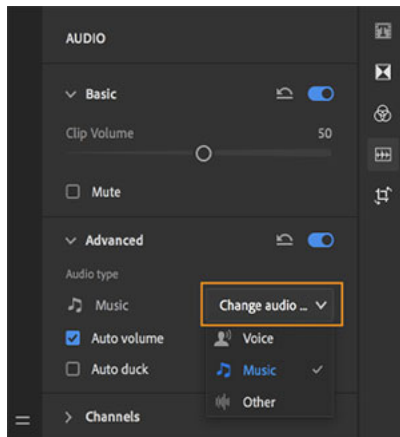 AUDIO
Basic
Clip Volume 50
Mute
Advanced
Audio type
Music Change audio ...
Auto volume Voice
Music
Auto duck
Other
Channels